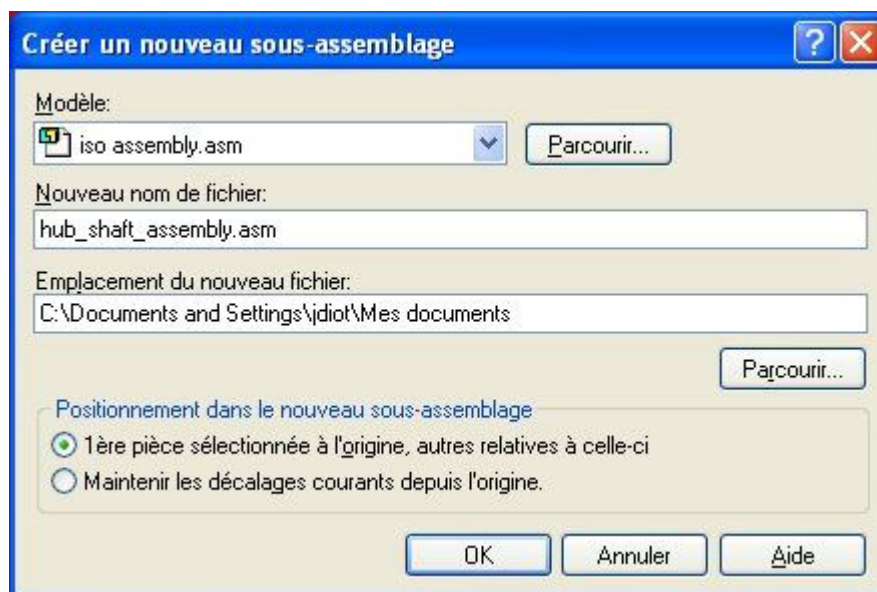 Créer un nouveau sous-assemblage
Modèle:
iso assembly.asm
Parcourir...
Nouveau nom de fichier:
hub_shaft_assembly.asm
Emplacement du nouveau fichier:
C:\Documents and Settings\jdiot\Mes documents
Parcourir...
Positionnement dans le nouveau sous-assemblage
1ère pièce sélectionnée à l'origine, autres relatives à celle-ci
Maintenir les décalages courants depuis l'origine.
OK Annuler Aide